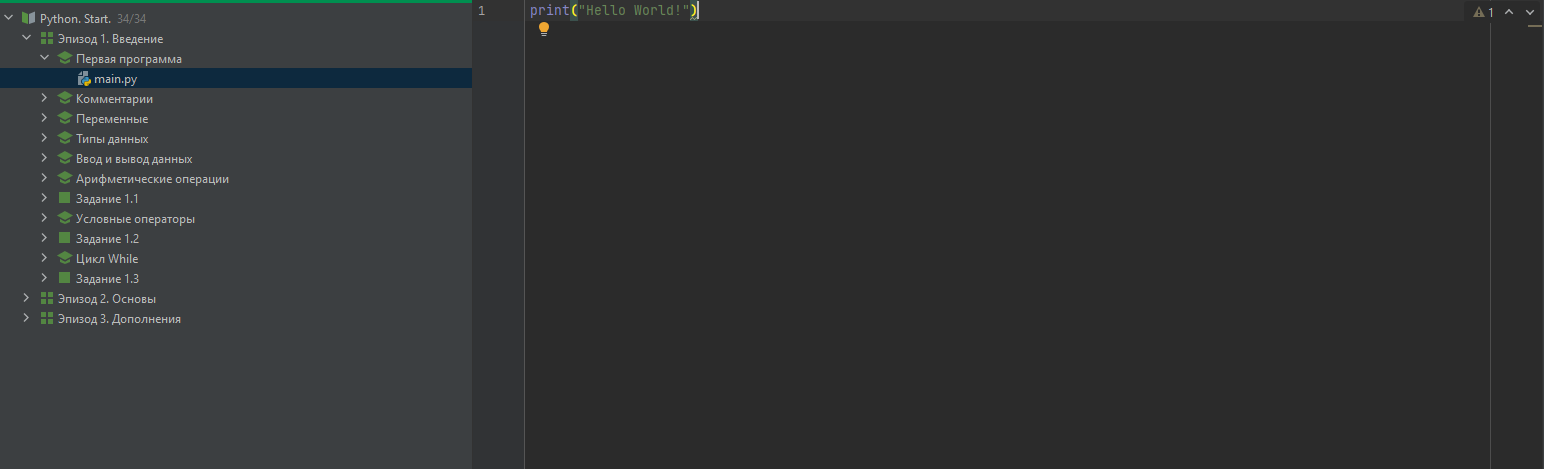 Python. Start. 34/34
Эпизод 1. Введение
Первая программа
main.py
Комментарии
Переменные
Типы данных
Ввод и вывод данных
Арифметические операции
Задание 1.1
Условные операторы
Задание 1.2
Цикл While
Задание 1.3
Эпизод 2. Основы
Эпизод 3. Дополнения
1 print("Hello World!")
1